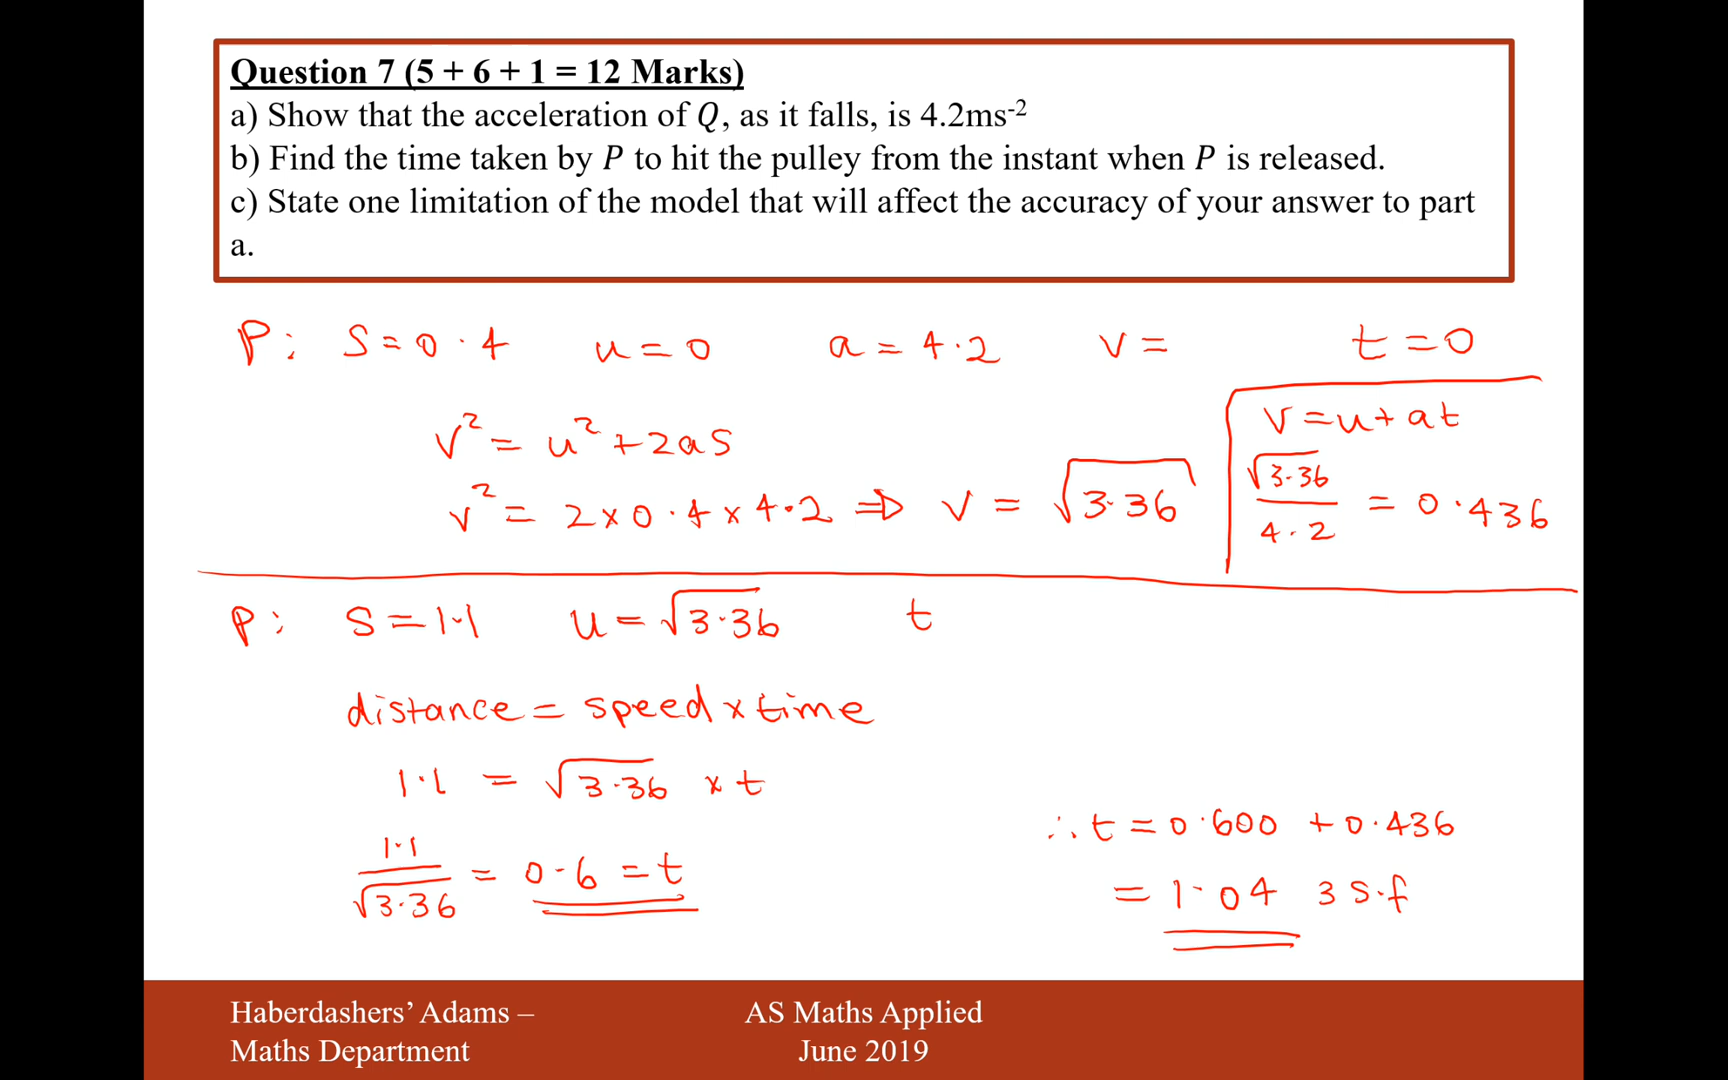 Question 7 (5 + 6 + 1 = 12 Marks)
a) Show that the acceleration of Q, as it falls, is 4.2ms⁻²
b) Find the time taken by P to hit the pulley from the instant when P is released.
c) State one limitation of the model that will affect the accuracy of your answer to part
a.
P: S=0.4 u=0 a=4.2 v= t=0
v²=u²+2as
v²=2×0.4×4.2 ⇒ v=√3.36
v=u+at
√3.36/4.2 = 0.436
P: S=1.1 u=√3.36 t
distance = speed × time
1.1 = √3.36 × t
1.1/√3.36 = 0.6 = t
∴ t = 0.600 + 0.436
= 1.04 3 s.f
Haberdashers' Adams –
Maths Department
AS Maths Applied
June 2019